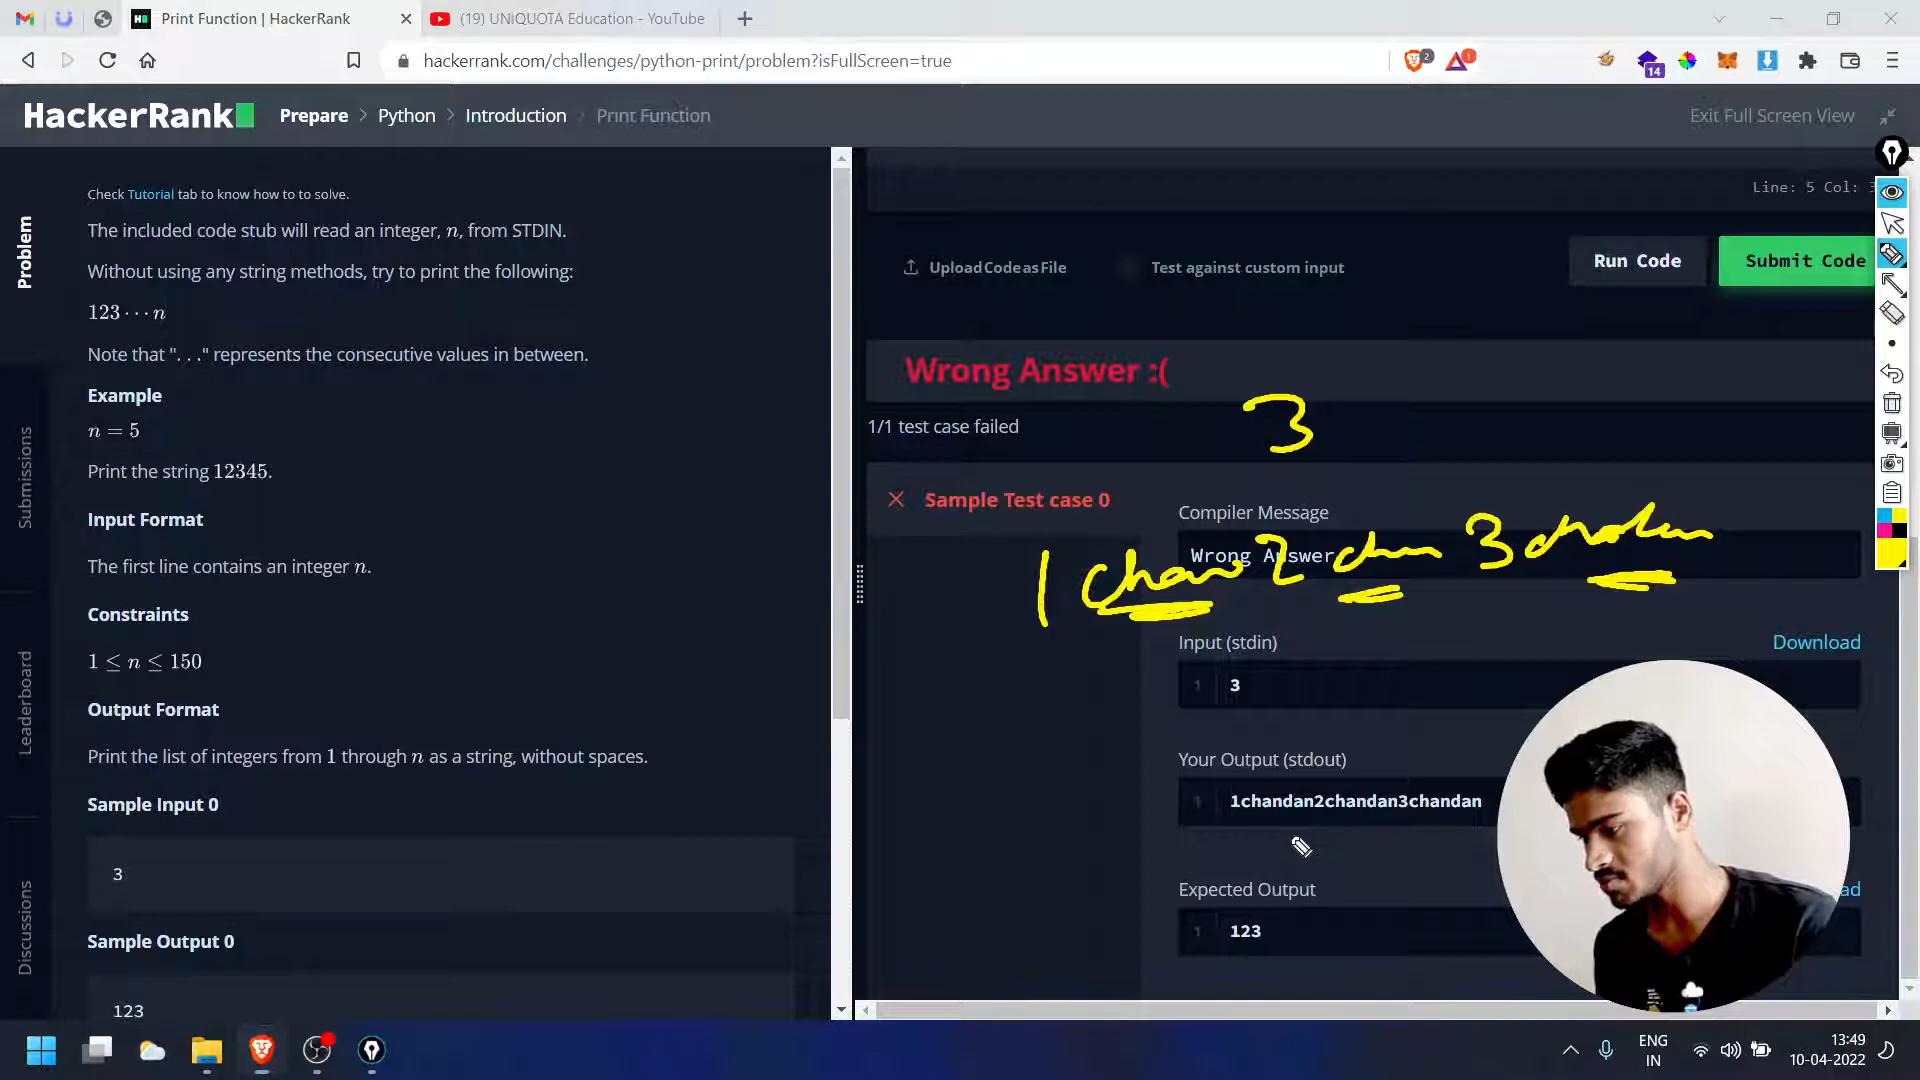 Print Function | HackerRank
(19) UNiQUOTA Education - YouTube
hackerrank.com/challenges/python-print/problem?isFullScreen=true
2
1
14
HackerRank
Prepare > Python > Introduction > Print Function
Exit Full Screen View
Problem
Submissions
Leaderboard
Discussions
Check Tutorial tab to know how to to solve.
The included code stub will read an integer, n, from STDIN.
Without using any string methods, try to print the following:
123 · · · n
Note that ". . ." represents the consecutive values in between.
Example
n = 5
Print the string 12345.
Input Format
The first line contains an integer n.
Constraints
1 ≤ n ≤ 150
Output Format
Print the list of integers from 1 through n as a string, without spaces.
Sample Input 0
3
Sample Output 0
123
Line: 5 Col: 3
Upload Code as File
Test against custom input
Run Code
Submit Code
Wrong Answer :(
1/1 test case failed
3
Sample Test case 0
Compiler Message
Wrong Answer
1 chan 2 3
Input (stdin)
Download
1 3
Your Output (stdout)
1 1chandan2chandan3chandan
Expected Output
ad
1 123
ENG
IN
13:49
10-04-2022